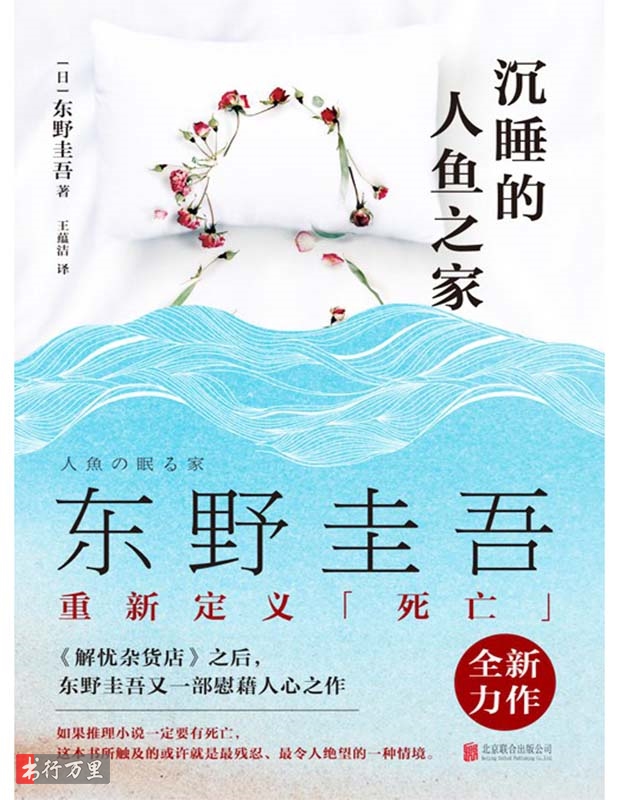 沉睡的
人鱼之家
[日]东野圭吾 著
王蕴洁 译
人魚の眠る家
东野圭吾
重新定义「死亡」
《解忧杂货店》之后，
东野圭吾又一部慰藉人心之作
全新
力作
如果推理小说一定要有死亡，
这本书所触及的或许就是最残忍、最令人绝望的一种情境。
北京联合出版公司
Beijing United Publishing Co.,Ltd.
书行万里